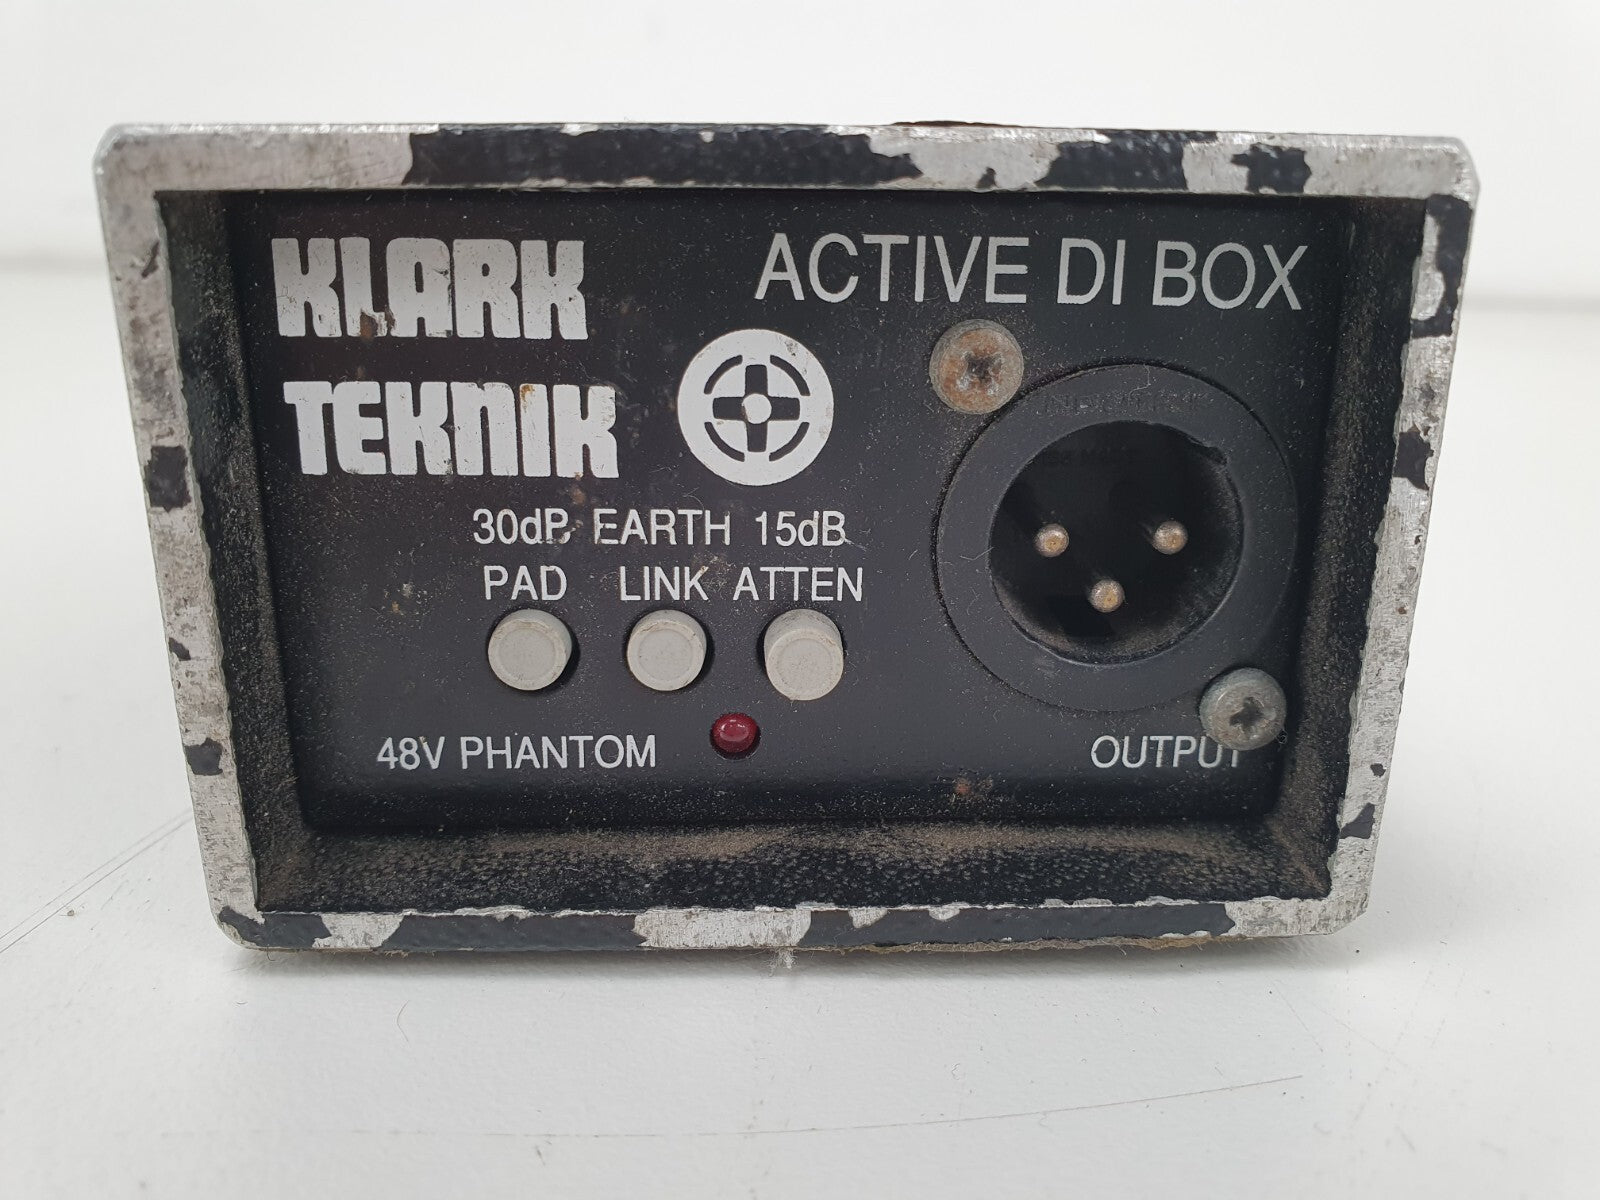 KLARK
TEKNIK
ACTIVE DI BOX
30dB EARTH 15dB
PAD LINK ATTEN
48V PHANTOM
OUTPUT